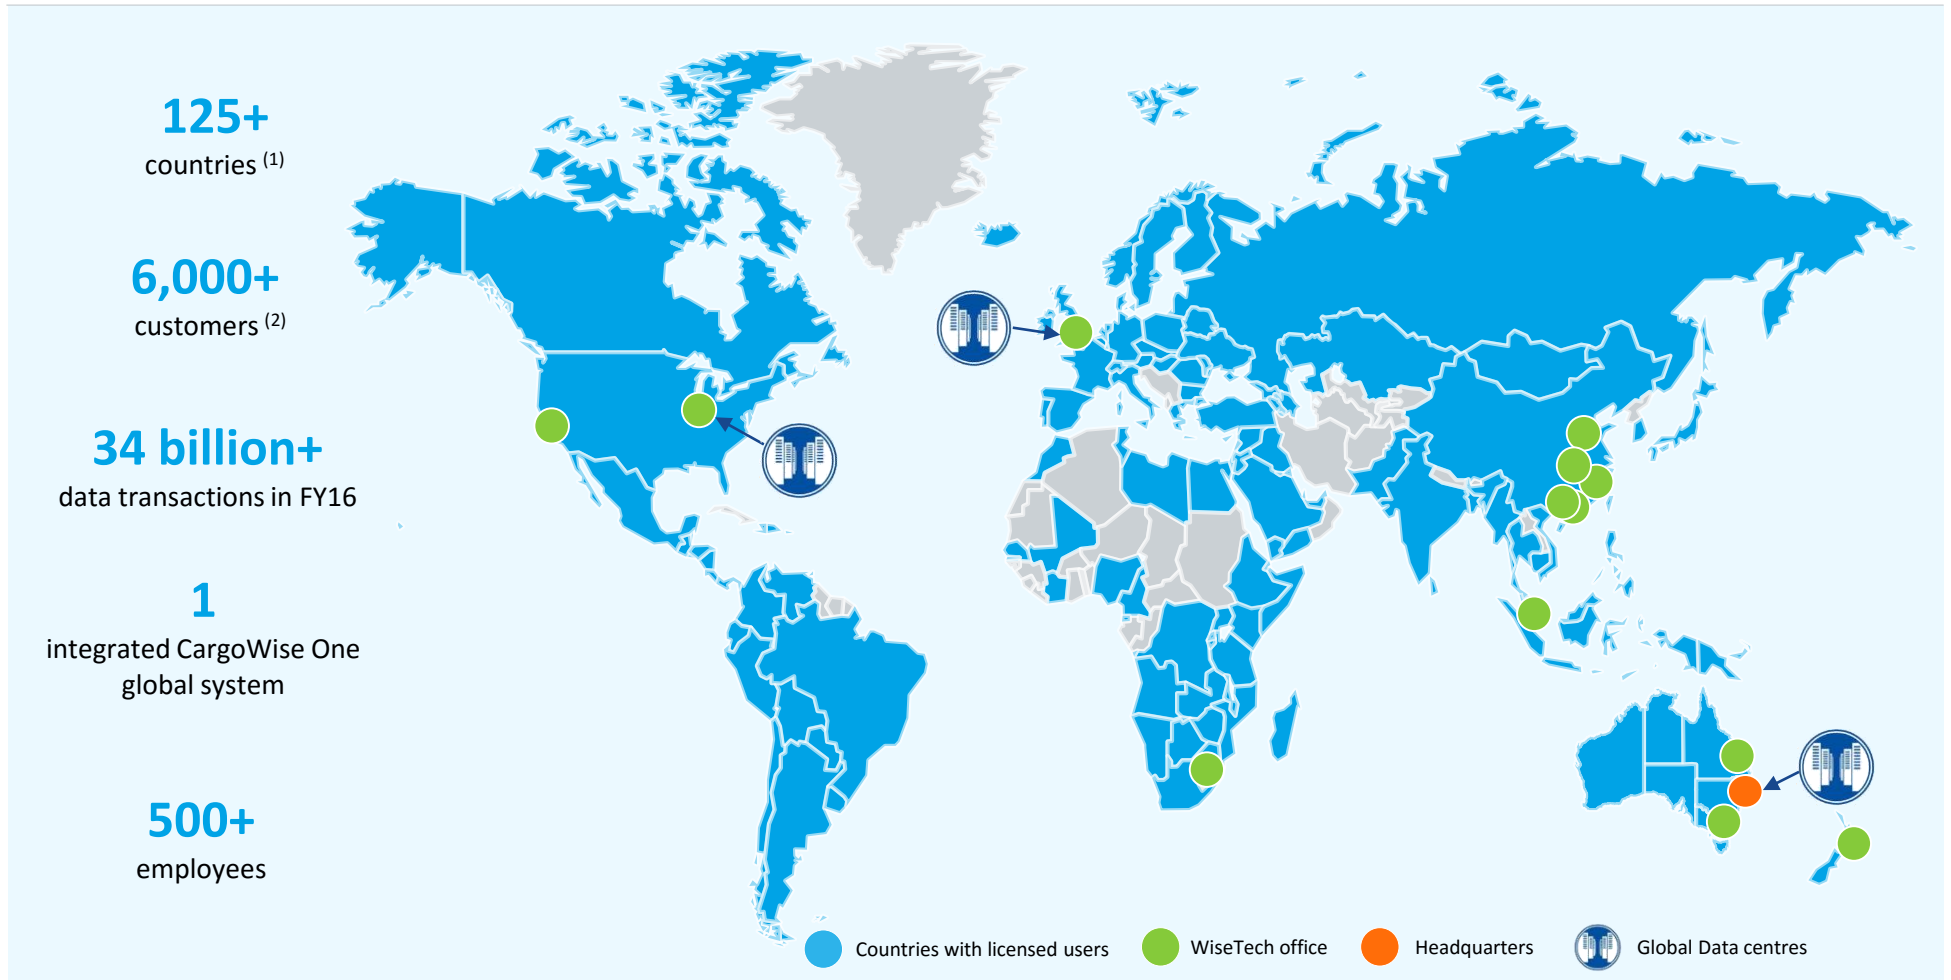 125+
countries (1)
6,000+
customers (2)
34 billion+
data transactions in FY16
1
integrated CargoWise One
global system
500+
employees
Countries with licensed users
WiseTech office
Headquarters
Global Data centres